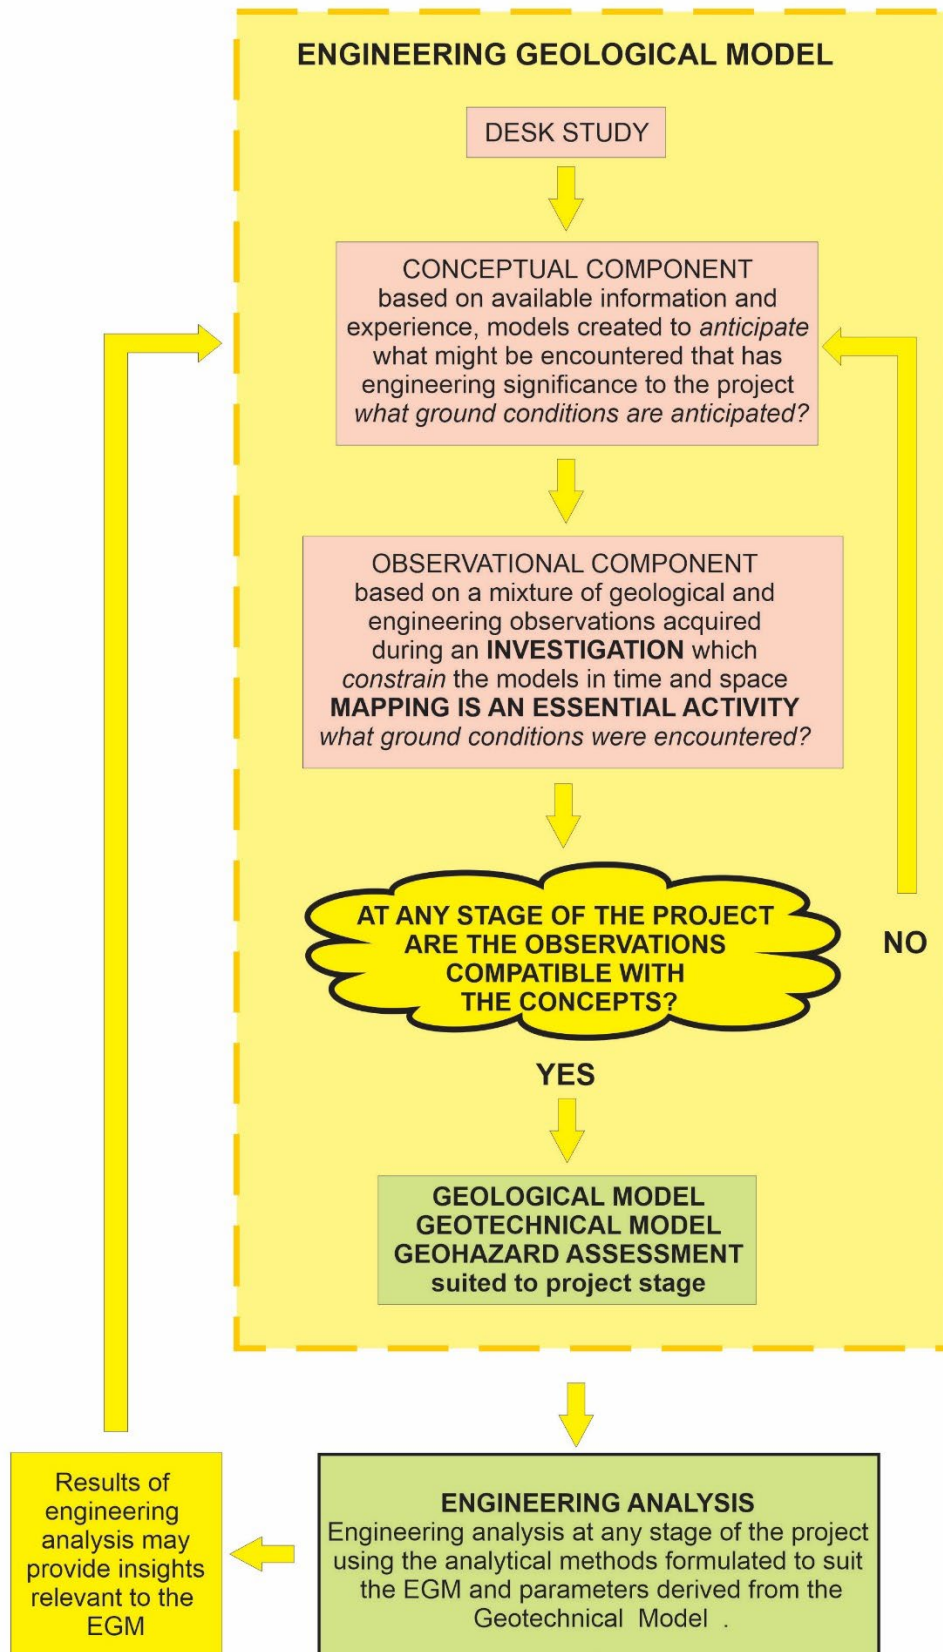 ENGINEERING GEOLOGICAL MODEL
DESK STUDY
CONCEPTUAL COMPONENT
based on available information and
experience, models created to anticipate
what might be encountered that has
engineering significance to the project
what ground conditions are anticipated?
OBSERVATIONAL COMPONENT
based on a mixture of geological and
engineering observations acquired
during an INVESTIGATION which
constrain the models in time and space
MAPPING IS AN ESSENTIAL ACTIVITY
what ground conditions were encountered?
AT ANY STAGE OF THE PROJECT
ARE THE OBSERVATIONS
COMPATIBLE WITH
THE CONCEPTS?
NO
YES
GEOLOGICAL MODEL
GEOTECHNICAL MODEL
GEOHAZARD ASSESSMENT
suited to project stage
ENGINEERING ANALYSIS
Engineering analysis at any stage of the project
using the analytical methods formulated to suit
the EGM and parameters derived from the
Geotechnical Model .
Results of
engineering
analysis may
provide insights
relevant to the
EGM